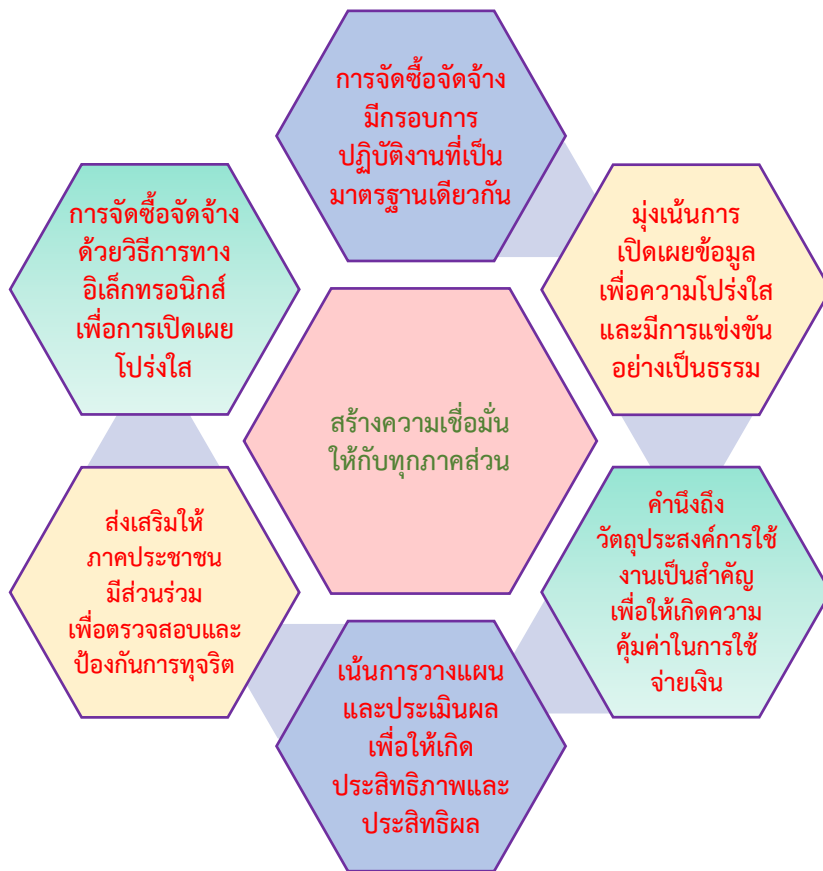 การจัดซื้อจัดจ้าง
มีกรอบการ
ปฏิบัติงานที่เป็น
มาตรฐานเดียวกัน
มุ่งเน้นการ
เปิดเผยข้อมูล
เพื่อความโปร่งใส
และมีการแข่งขัน
อย่างเป็นธรรม
คำนึงถึง
วัตถุประสงค์การใช้
งานเป็นสำคัญ
เพื่อให้เกิดความ
คุ้มค่าในการใช้
จ่ายเงิน
เน้นการวางแผน
และประเมินผล
เพื่อให้เกิด
ประสิทธิภาพและ
ประสิทธิผล
ส่งเสริมให้
ภาคประชาชน
มีส่วนร่วม
เพื่อตรวจสอบและ
ป้องกันการทุจริต
การจัดซื้อจัดจ้าง
ด้วยวิธีการทาง
อิเล็กทรอนิกส์
เพื่อการเปิดเผย
โปร่งใส
สร้างความเชื่อมั่น
ให้กับทุกภาคส่วน